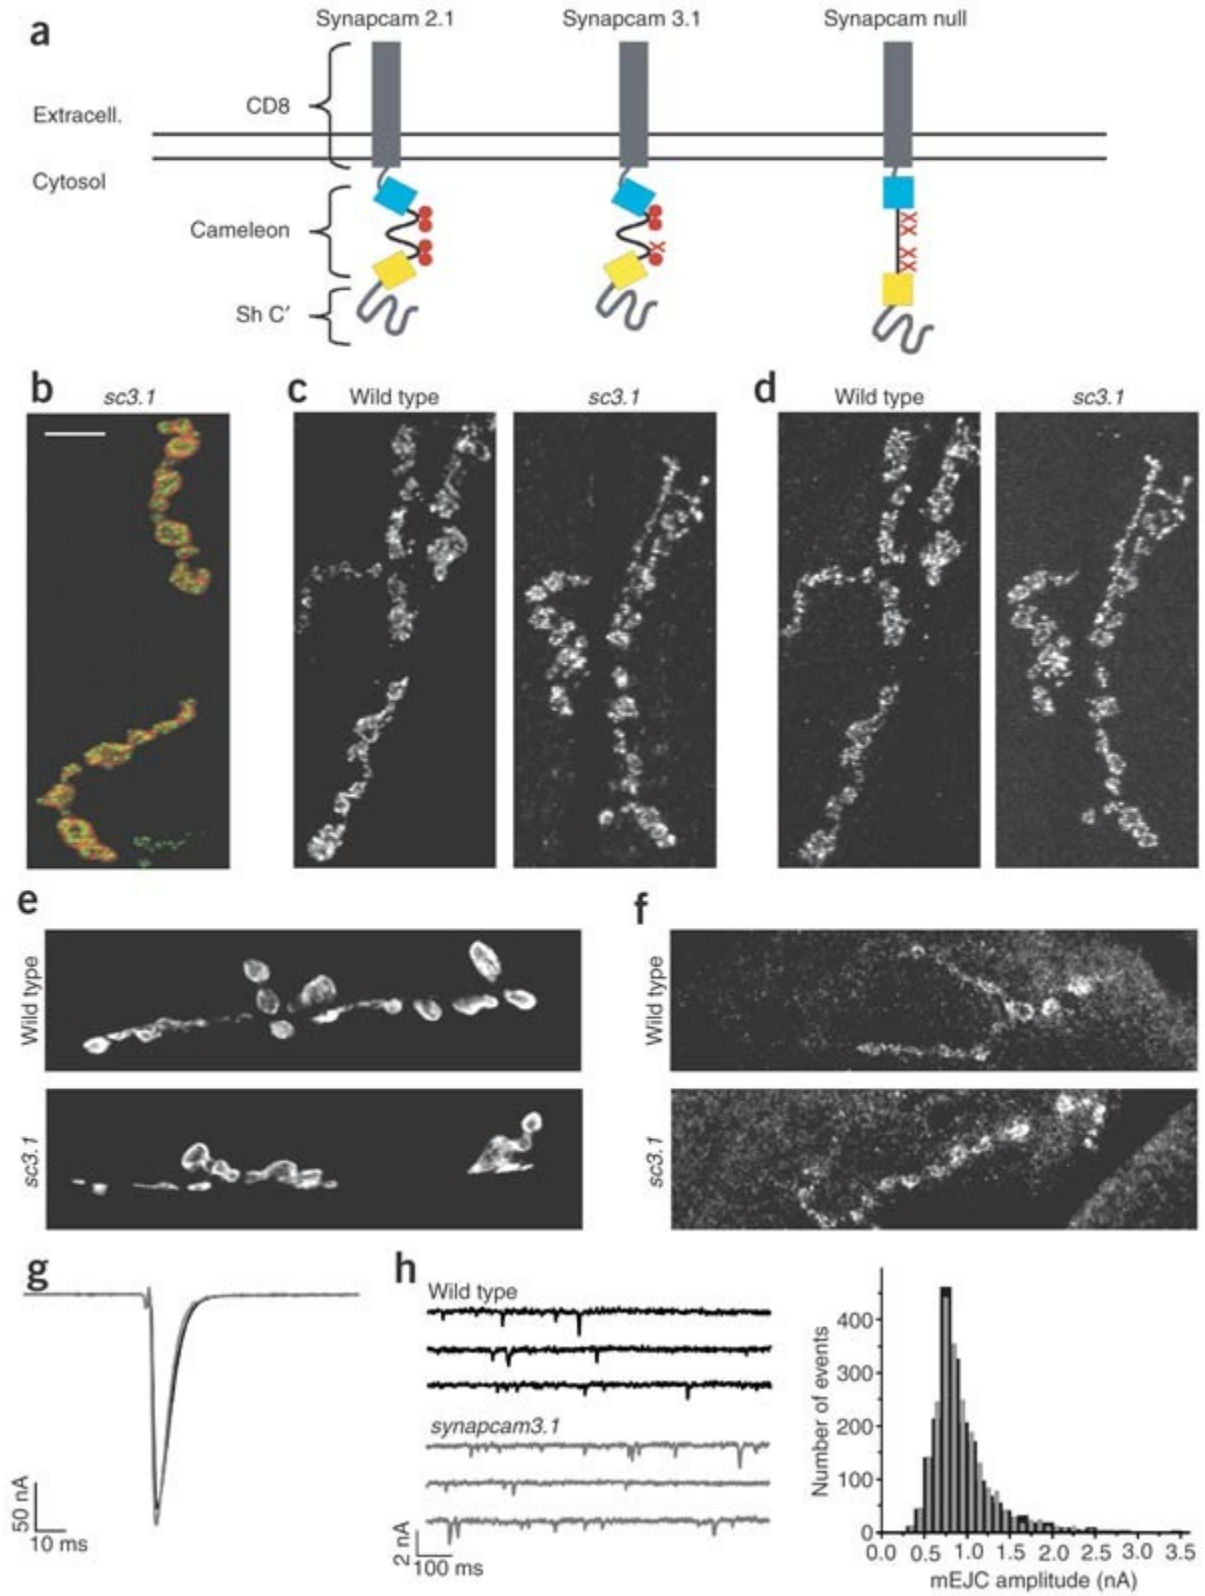 a
Synapcam 2.1
Synapcam 3.1
Synapcam null
CD8
Extracell.
Cytosol
Cameleon
Sh C′
b
sc3.1
c
Wild type
sc3.1
d
Wild type
sc3.1
e
Wild type
sc3.1
f
Wild type
sc3.1
g
50 nA
10 ms
h
Wild type
synapcam3.1
2 nA
100 ms
Number of events
400
300
200
100
0
0.0 0.5 1.0 1.5 2.0 2.5 3.0 3.5
mEJC amplitude (nA)